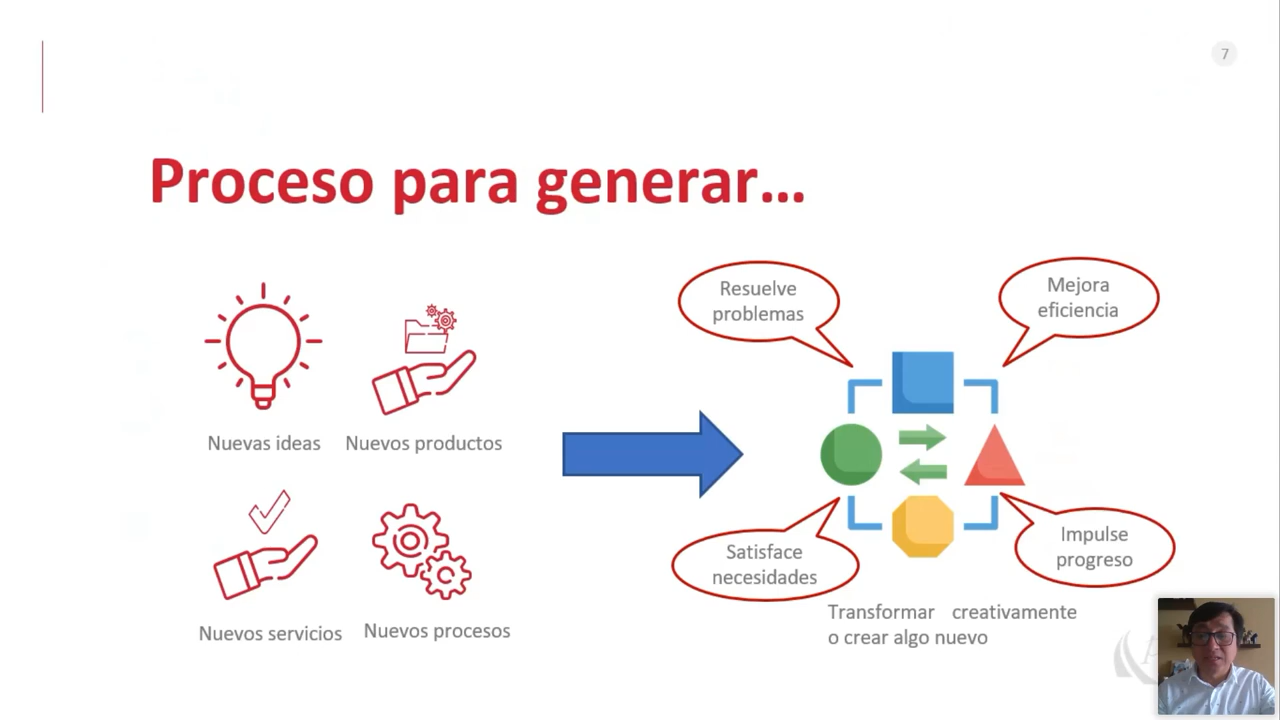 7
Proceso para generar...
Resuelve
problemas
Mejora
eficiencia
Nuevas ideas
Nuevos productos
Satisface
necesidades
Impulse
progreso
Nuevos servicios
Nuevos procesos
Transformar creativamente
o crear algo nuevo